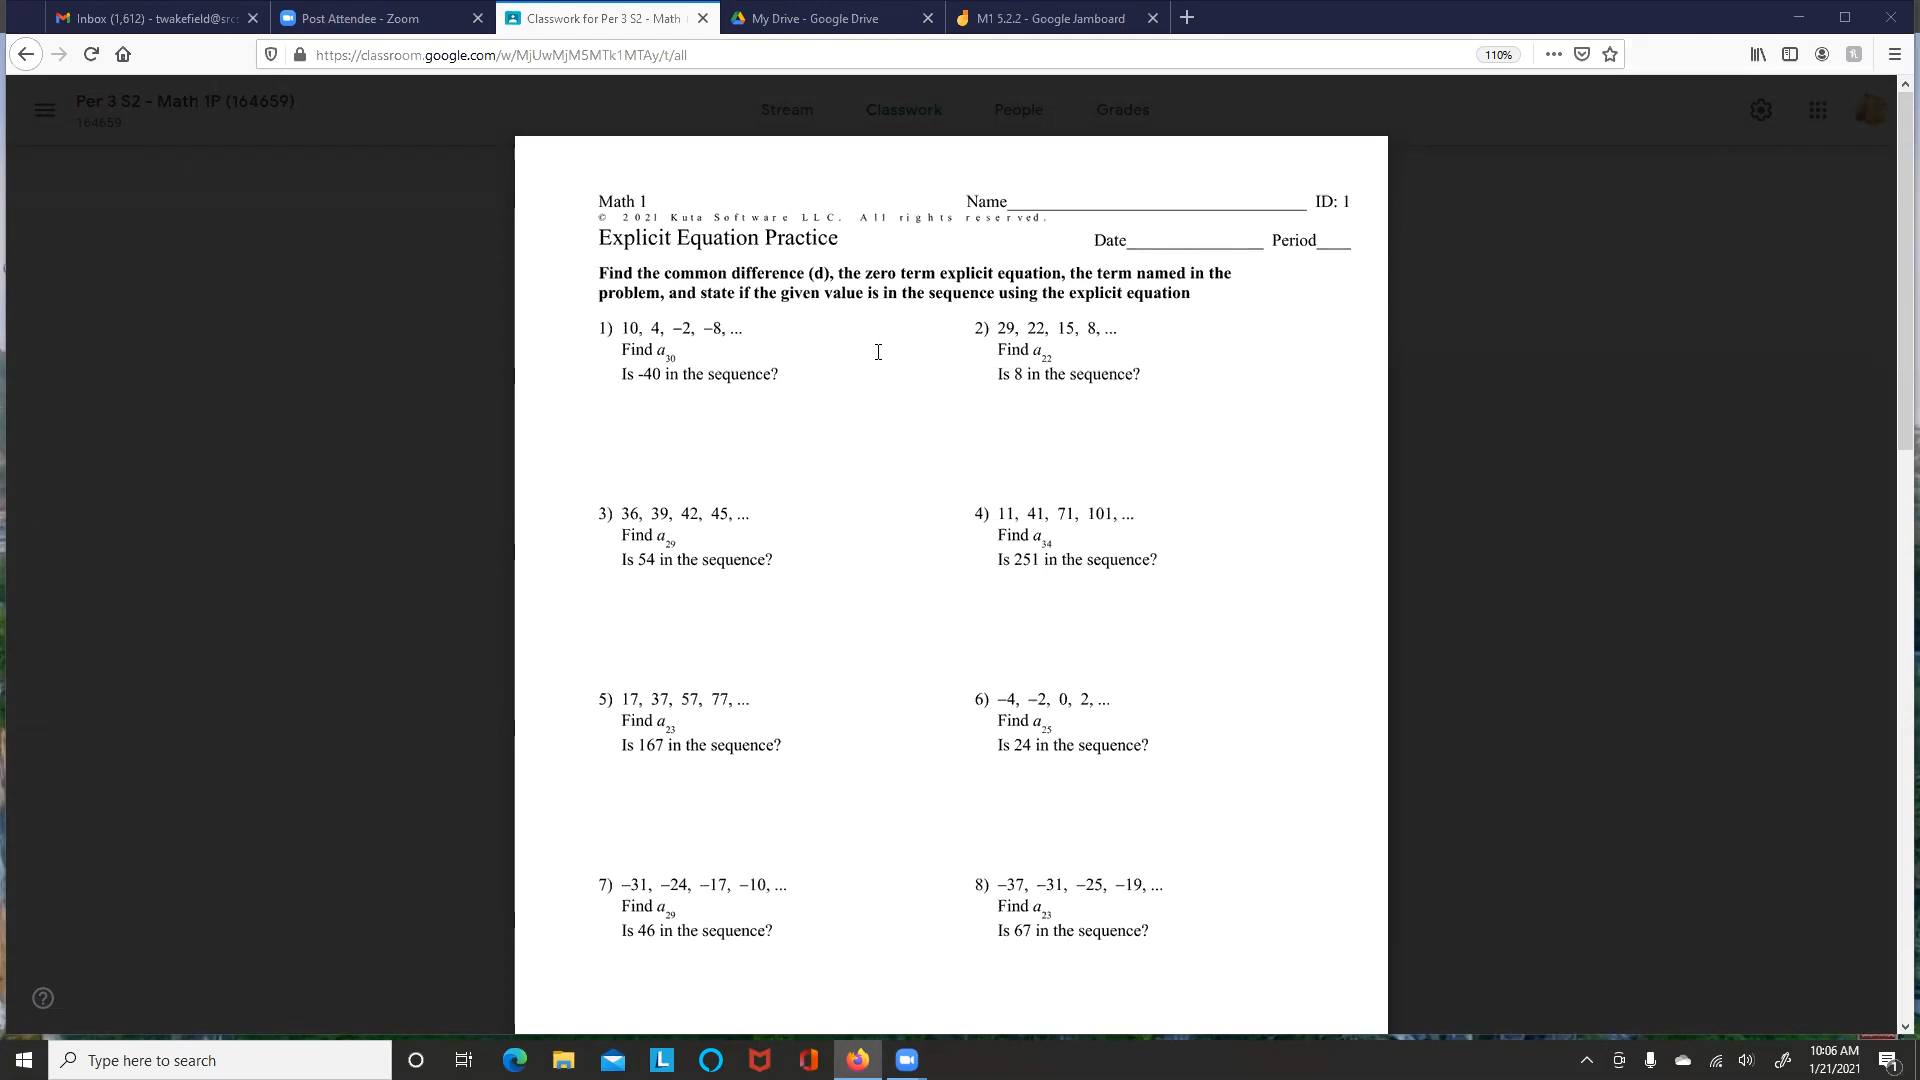 Inbox (1,612) - twakefield@src
Post Attendee - Zoom
Classwork for Per 3 S2 - Math
My Drive - Google Drive
M1 5.2.2 - Google Jamboard
https://classroom.google.com/w/MjUwMjM5MTk1MTAy/t/all
110%
Per 3 S2 - Math 1P (164659)
164659
Stream
Classwork
People
Grades
Math 1
Name ID: 1
© 2021 Kuta Software LLC. All rights reserved.
Explicit Equation Practice
Date Period
Find the common difference (d), the zero term explicit equation, the term named in the
problem, and state if the given value is in the sequence using the explicit equation
1) 10, 4, −2, −8, ...
Find a30
Is -40 in the sequence?
2) 29, 22, 15, 8, ...
Find a22
Is 8 in the sequence?
3) 36, 39, 42, 45, ...
Find a29
Is 54 in the sequence?
4) 11, 41, 71, 101, ...
Find a34
Is 251 in the sequence?
5) 17, 37, 57, 77, ...
Find a23
Is 167 in the sequence?
6) −4, −2, 0, 2, ...
Find a25
Is 24 in the sequence?
7) −31, −24, −17, −10, ...
Find a29
Is 46 in the sequence?
8) −37, −31, −25, −19, ...
Find a23
Is 67 in the sequence?
Type here to search
L
10:06 AM
1/21/2021
1